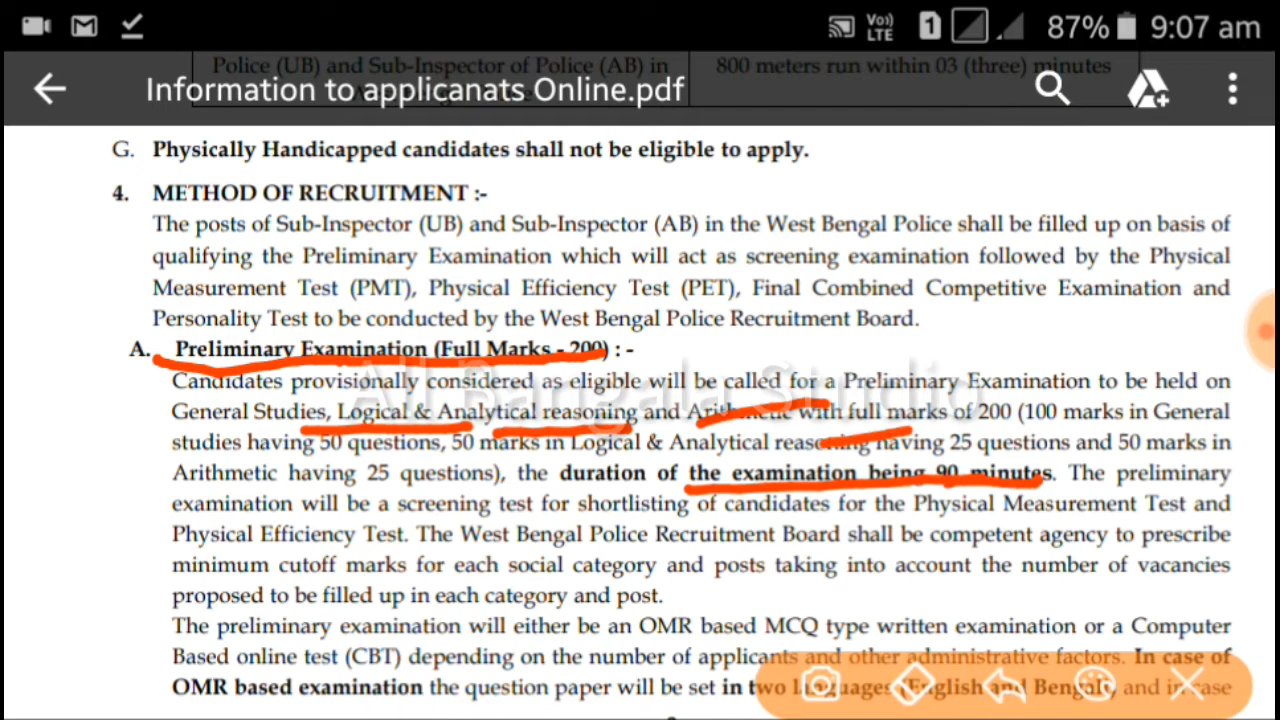 Vo)) LTE 1 87% 9:07 am
Police (UB) and Sub-Inspector of Police (AB) in 800 meters run within 03 (three) minutes
Information to applicanats Online.pdf
G. Physically Handicapped candidates shall not be eligible to apply.
4. METHOD OF RECRUITMENT :-
The posts of Sub-Inspector (UB) and Sub-Inspector (AB) in the West Bengal Police shall be filled up on basis of
qualifying the Preliminary Examination which will act as screening examination followed by the Physical
Measurement Test (PMT), Physical Efficiency Test (PET), Final Combined Competitive Examination and
Personality Test to be conducted by the West Bengal Police Recruitment Board.
A. Preliminary Examination (Full Marks - 200) : -
All Bangala Studio
Candidates provisionally considered as eligible will be called for a Preliminary Examination to be held on
General Studies, Logical & Analytical reasoning and Arithmetic with full marks of 200 (100 marks in General
studies having 50 questions, 50 marks in Logical & Analytical reasoning having 25 questions and 50 marks in
Arithmetic having 25 questions), the duration of the examination being 90 minutes. The preliminary
examination will be a screening test for shortlisting of candidates for the Physical Measurement Test and
Physical Efficiency Test. The West Bengal Police Recruitment Board shall be competent agency to prescribe
minimum cutoff marks for each social category and posts taking into account the number of vacancies
proposed to be filled up in each category and post.
The preliminary examination will either be an OMR based MCQ type written examination or a Computer
Based online test (CBT) depending on the number of applicants and other administrative factors. In case of
OMR based examination the question paper will be set in two languages (English and Bengali) and in case